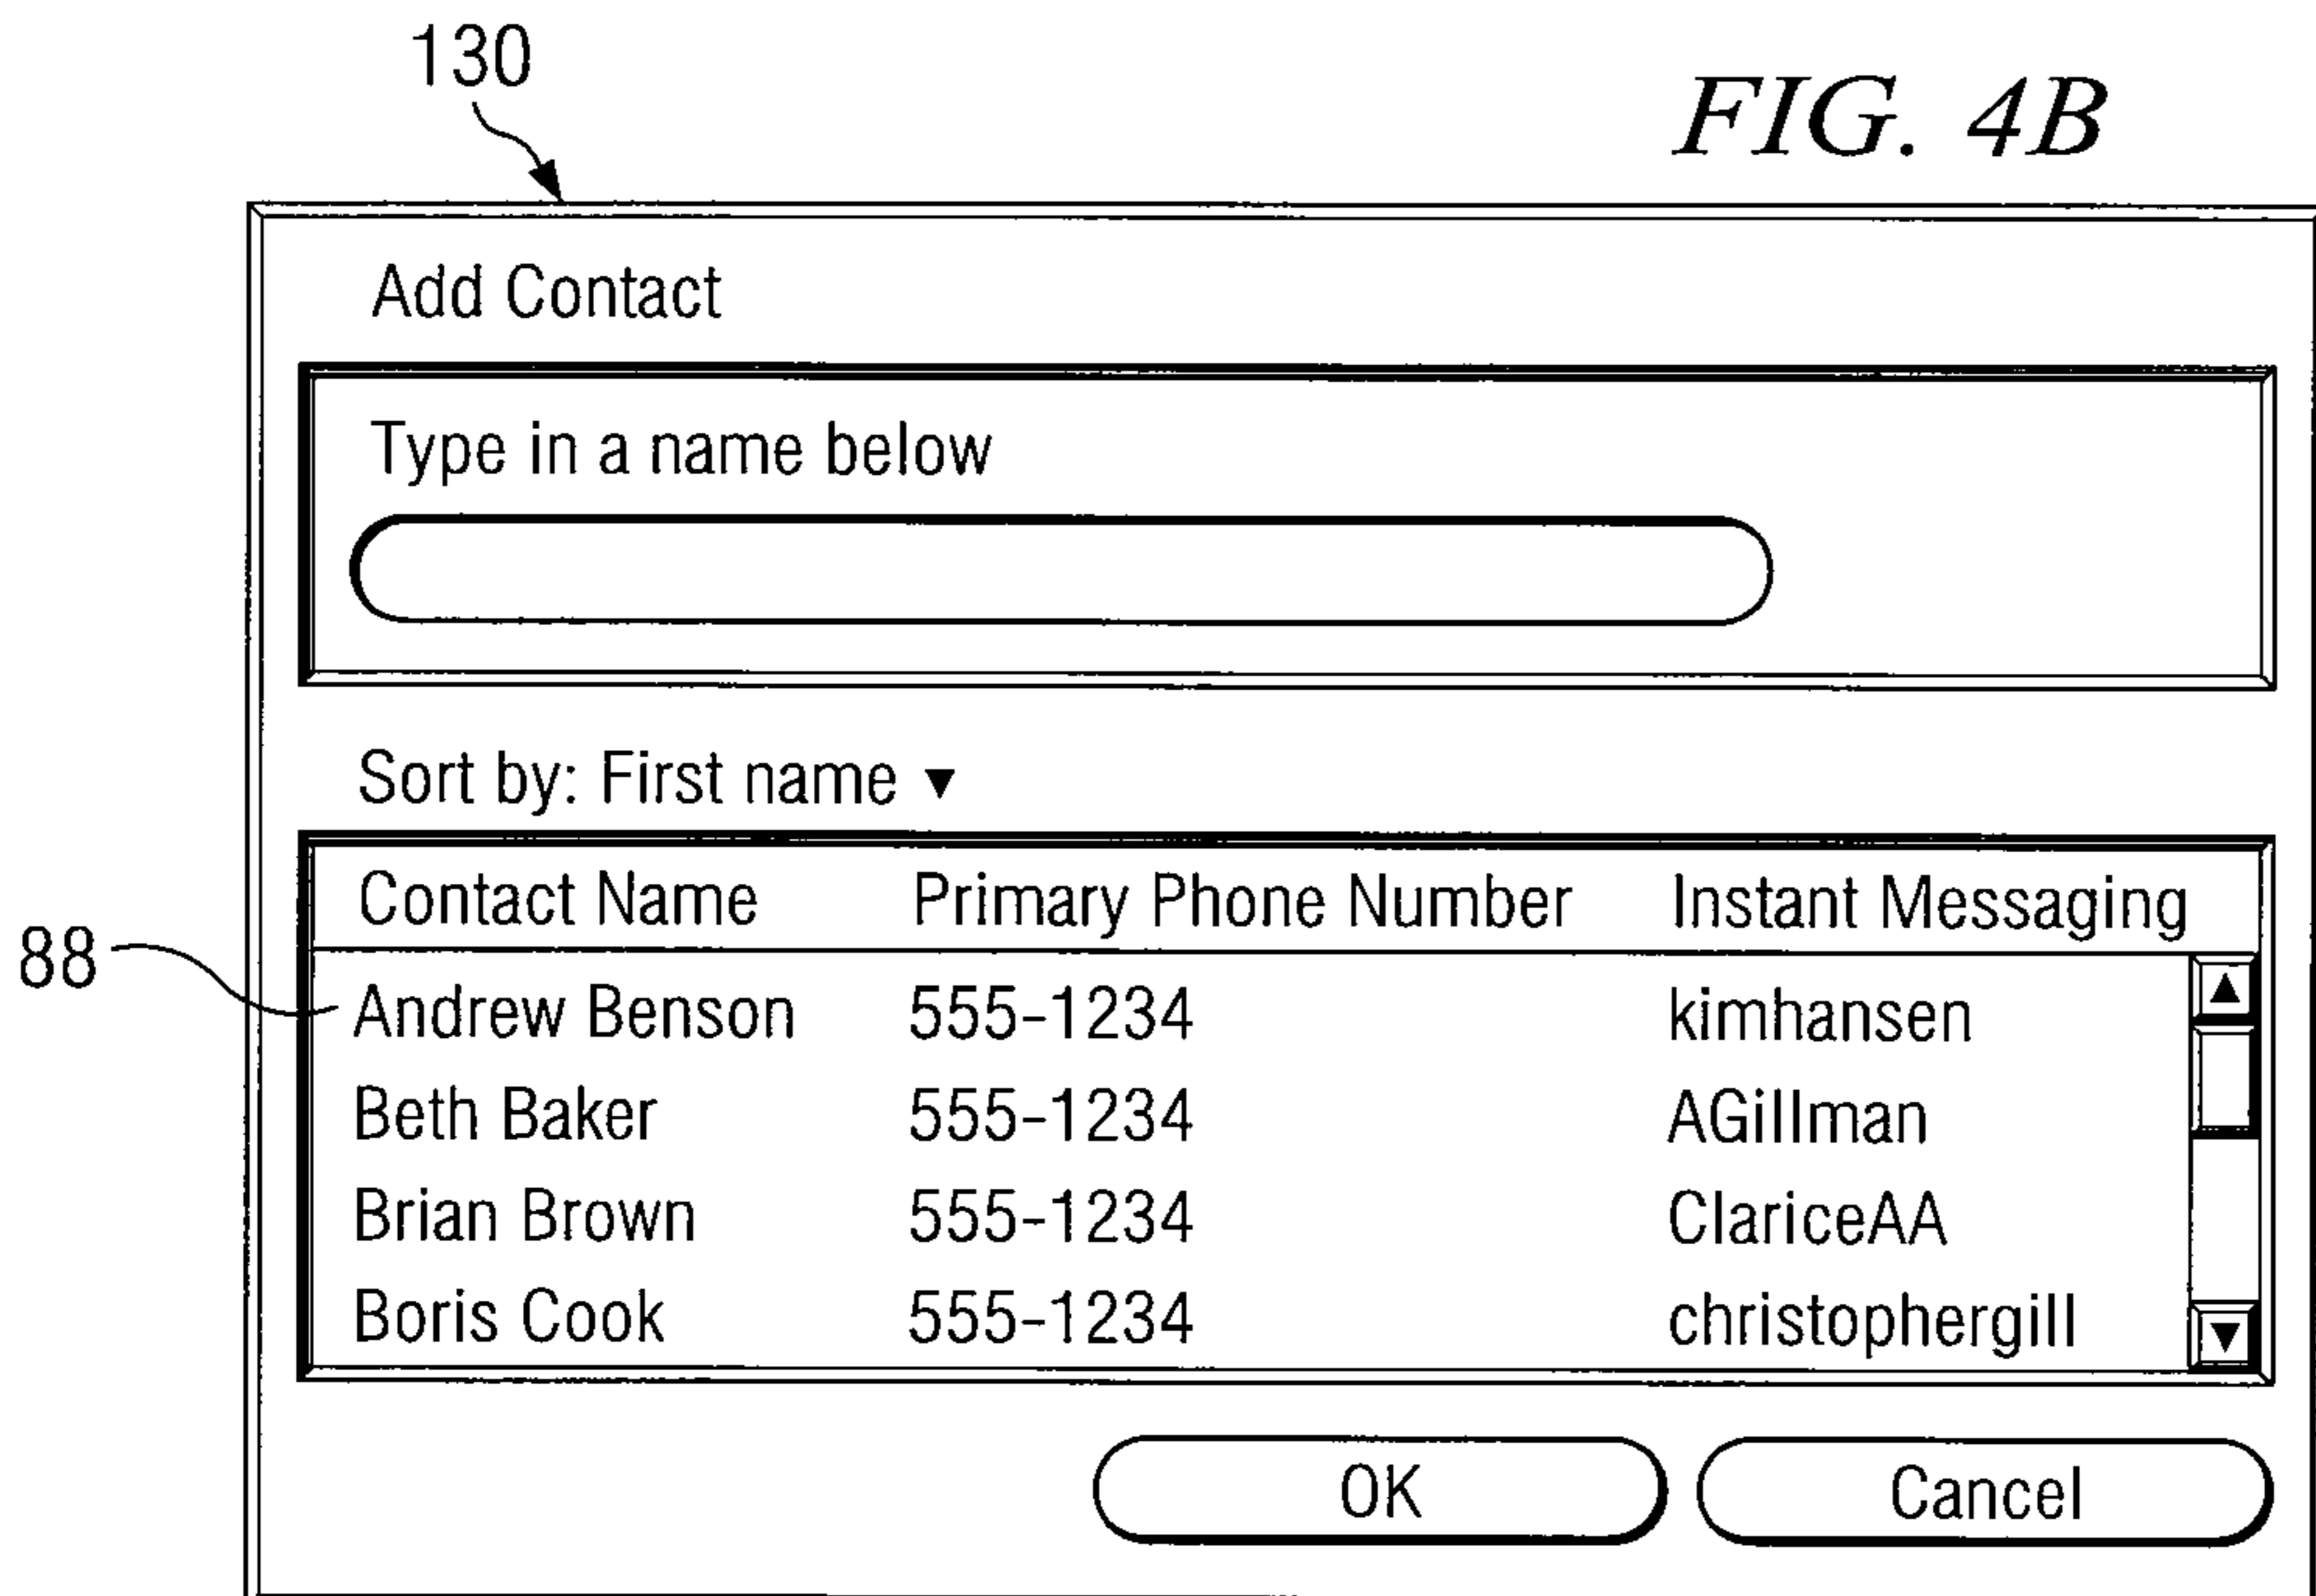 130
FIG. 4B
Add Contact
Type in a name below
Sort by: First name ▼
Contact Name Primary Phone Number Instant Messaging
88
Andrew Benson 555-1234 kimhansen
Beth Baker 555-1234 AGillman
Brian Brown 555-1234 ClariceAA
Boris Cook 555-1234 christophergill
OK Cancel